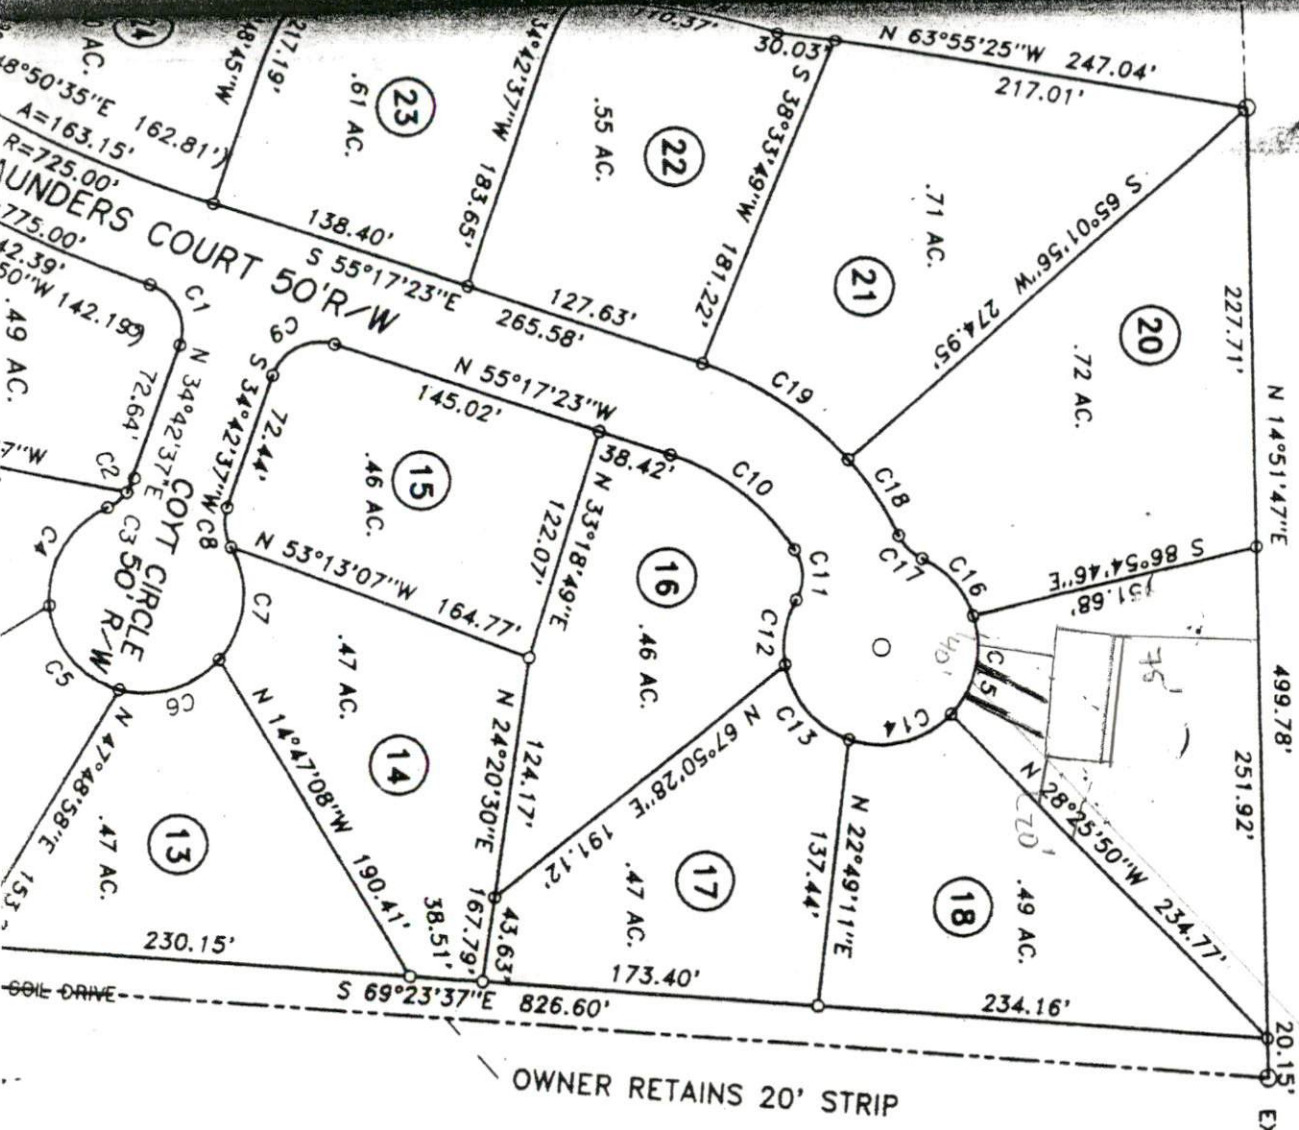 24
AC.
217.19'
48'45"W
23
.61 AC.
34°42'37"W 183.65'
.55 AC.
22
110.37'
30.03'
N 63°55'25"W 247.04'
217.01'
S 38°33'49"W 181.22'
.71 AC.
21
S 65°01'56"W
274.95'
227.71'
20
.72 AC.
N 14°51'47"E
499.78'
251.92'
20.15'
48°50'35"E 162.81')
A=163.15'
R=725.00'
AUNDERS COURT 50'R/W
138.40'
S 55°17'23"E
265.58'
127.63'
775.00'
42.39'
50"W 142.19')
.49 AC.
7"W
C1
C9
N 34°42'37"E
72.64'
S 34°42'37"W
72.44'
COYT CIRCLE
50' R/W
C2
C3
C4
C5
C6
C7
C8
N 55°17'23"W
145.02'
38.42'
15
.46 AC.
N 53°13'07"W 164.77'
N 33°18'49"E
122.07'
C10
C11
C12
C13
C14
C 5
C16
C17
C18
C19
S 86°54'46"E
151.68'
40'
75'
20'
16
.46 AC.
14
.47 AC.
N 14°47'08"W 190.41'
N 24°20'30"E
124.17'
167.79'
43.63'
38.51'
N 67°50'28"E
191.12'
17
.47 AC.
N 22°49'11"E
137.44'
18
.49 AC.
N 28°25'50"W 234.77'
13
.47 AC.
N 47°48'58"E 153.
230.15'
173.40'
234.16'
S 69°23'37"E 826.60'
SOIL DRIVE
OWNER RETAINS 20' STRIP